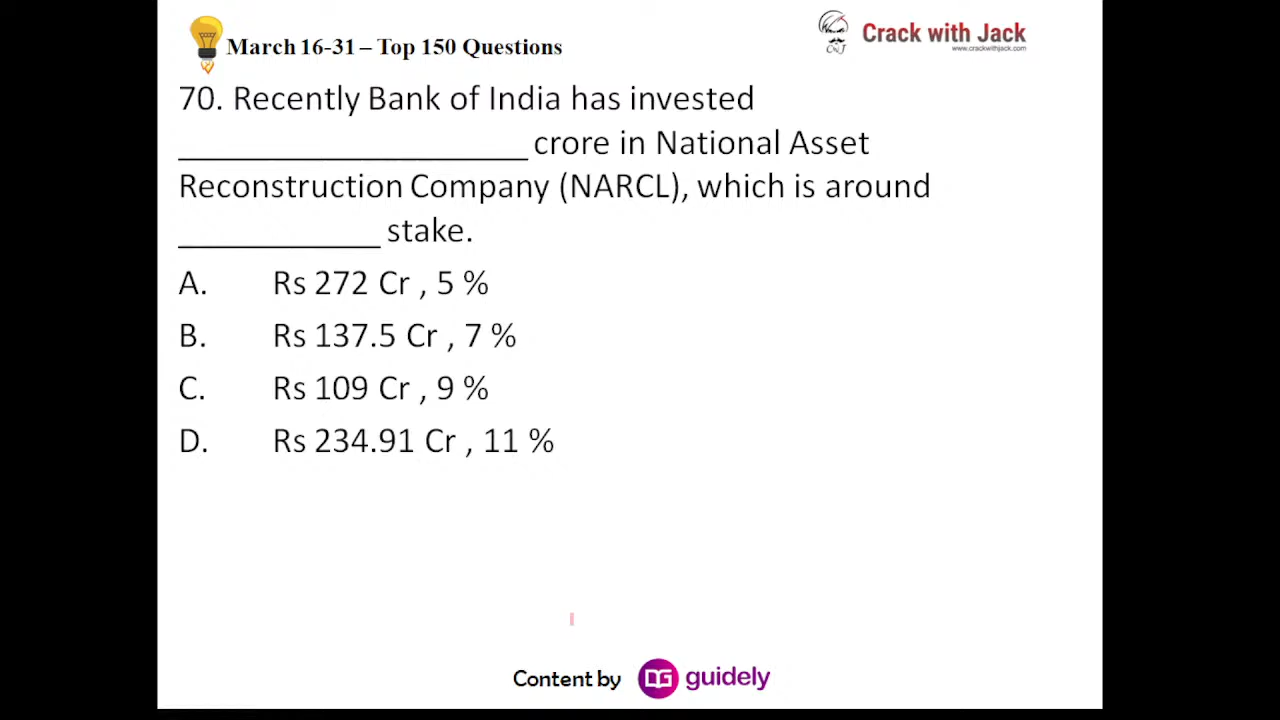 March 16-31 – Top 150 Questions
Crack with Jack
www.crackwithjack.com
CwJ
70. Recently Bank of India has invested
____________________ crore in National Asset
Reconstruction Company (NARCL), which is around
____________ stake.
A. Rs 272 Cr , 5 %
B. Rs 137.5 Cr , 7 %
C. Rs 109 Cr , 9 %
D. Rs 234.91 Cr , 11 %
Content by guidely